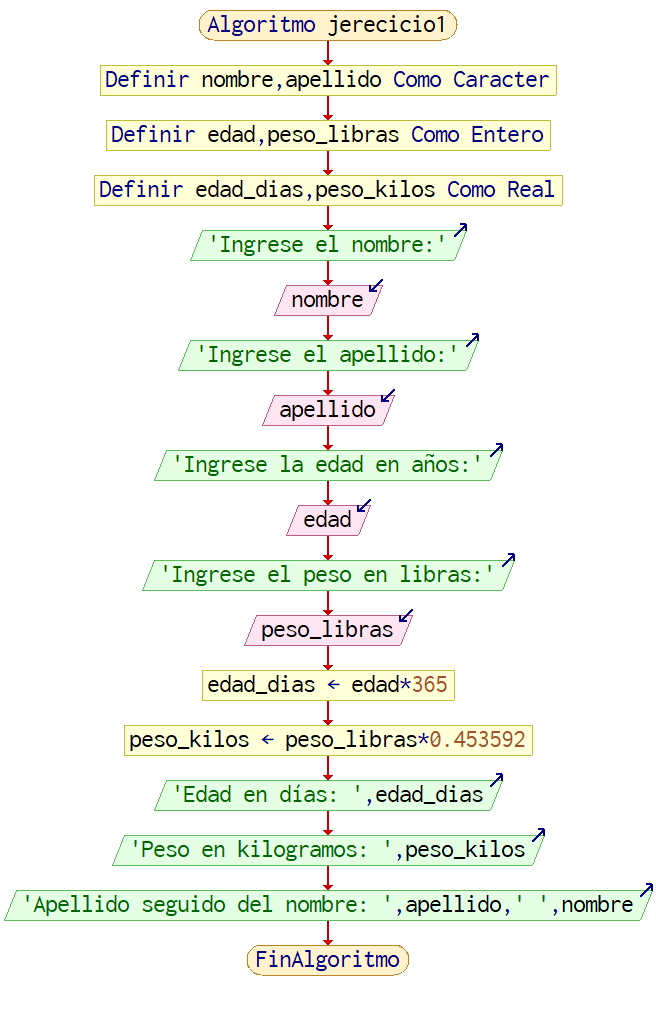 Algoritmo jerecicio1
Definir nombre,apellido Como Caracter
Definir edad,peso_libras Como Entero
Definir edad_dias,peso_kilos Como Real
'Ingrese el nombre:'
nombre
'Ingrese el apellido:'
apellido
'Ingrese la edad en años:'
edad
'Ingrese el peso en libras:'
peso_libras
edad_dias ← edad*365
peso_kilos ← peso_libras*0.453592
'Edad en días: ',edad_dias
'Peso en kilogramos: ',peso_kilos
'Apellido seguido del nombre: ',apellido,' ',nombre
FinAlgoritmo